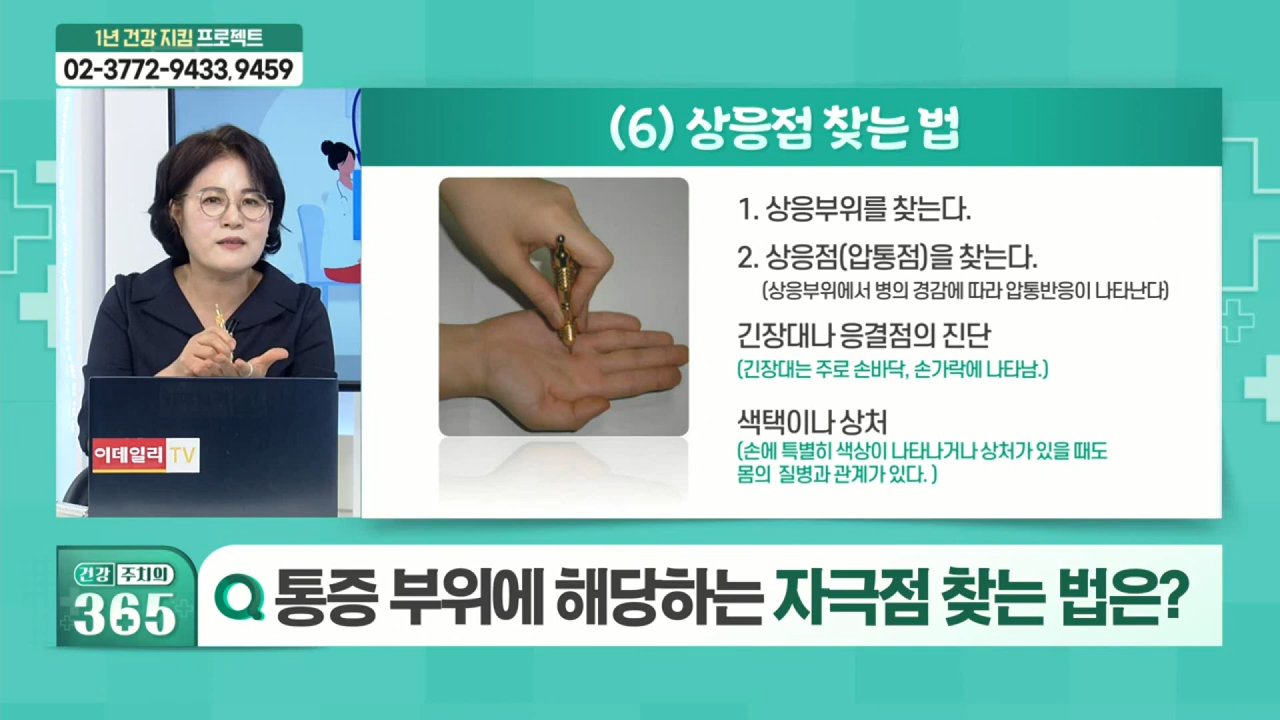 1년 건강 지킴 프로젝트
02-3772-9433, 9459
(6) 상응점 찾는 법
1. 상응부위를 찾는다.
2. 상응점(압통점)을 찾는다.
(상응부위에서 병의 경감에 따라 압통반응이 나타난다)
긴장대나 응결점의 진단
(긴장대는 주로 손바닥, 손가락에 나타남.)
색택이나 상처
(손에 특별히 색상이 나타나거나 상처가 있을 때도
몸의 질병과 관계가 있다. )
이데일리 TV
건강 주치의
365
Q 통증 부위에 해당하는 자극점 찾는 법은?